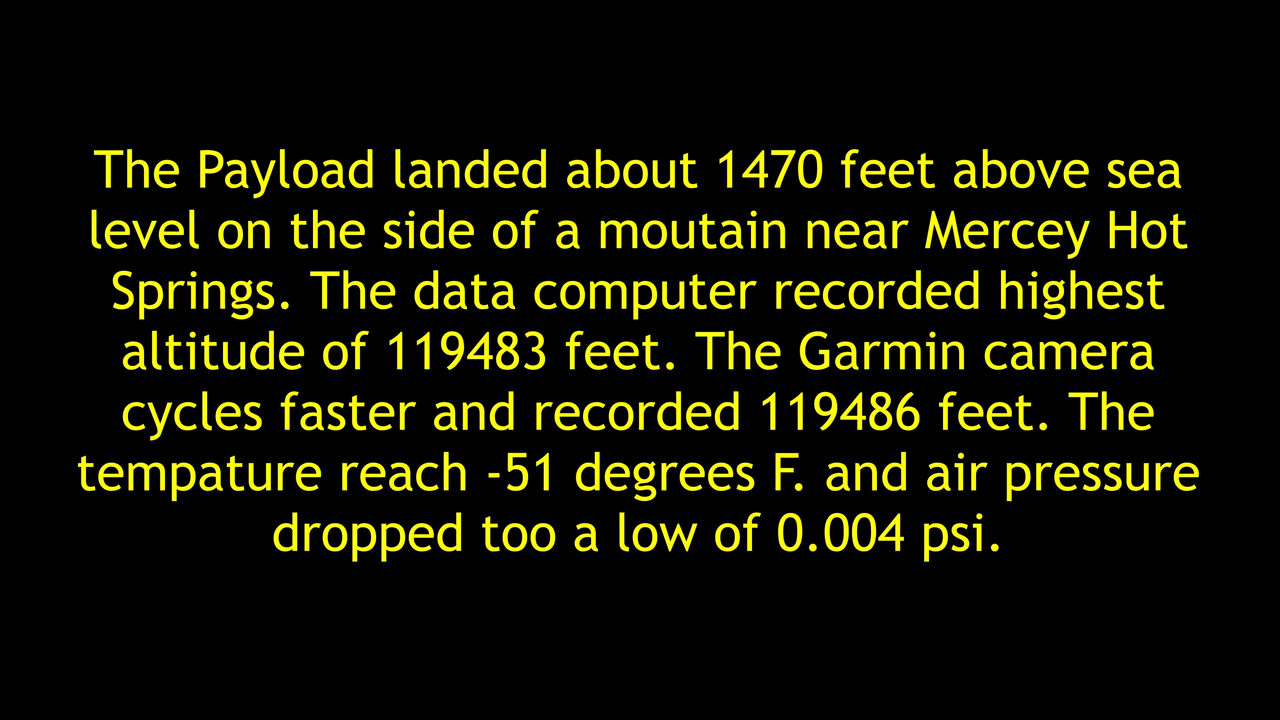 The Payload landed about 1470 feet above sea
level on the side of a moutain near Mercey Hot
Springs. The data computer recorded highest
altitude of 119483 feet. The Garmin camera
cycles faster and recorded 119486 feet. The
tempature reach -51 degrees F. and air pressure
dropped too a low of 0.004 psi.